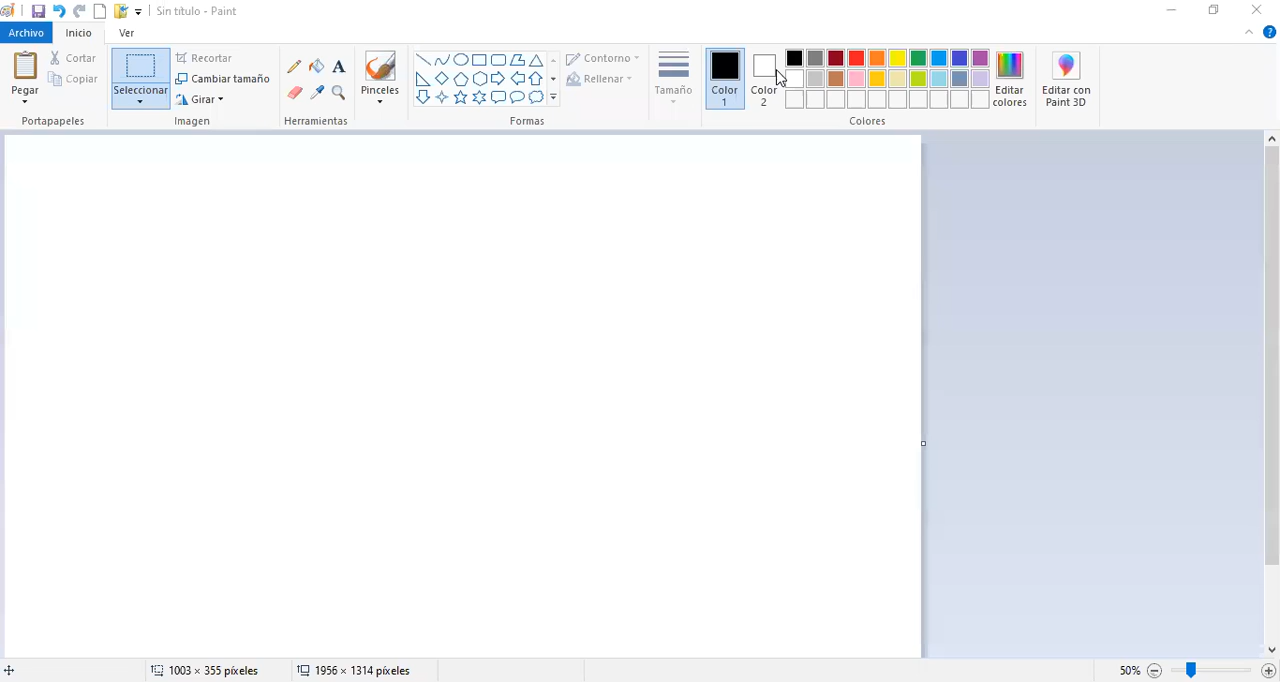 Sin título - Paint
Archivo
Inicio
Ver
Pegar
Cortar
Copiar
Portapapeles
Seleccionar
Recorta
Cambiar tamaño
Girar
Imagen
A
Herramientas
Pinceles
Contorno
Rellenar
Formas
Tamaño
Color
1
Color
2
Editar
colores
Colores
Editar con
Paint 3D
?
1003 × 355 píxeles
1956 × 1314 píxeles
50%